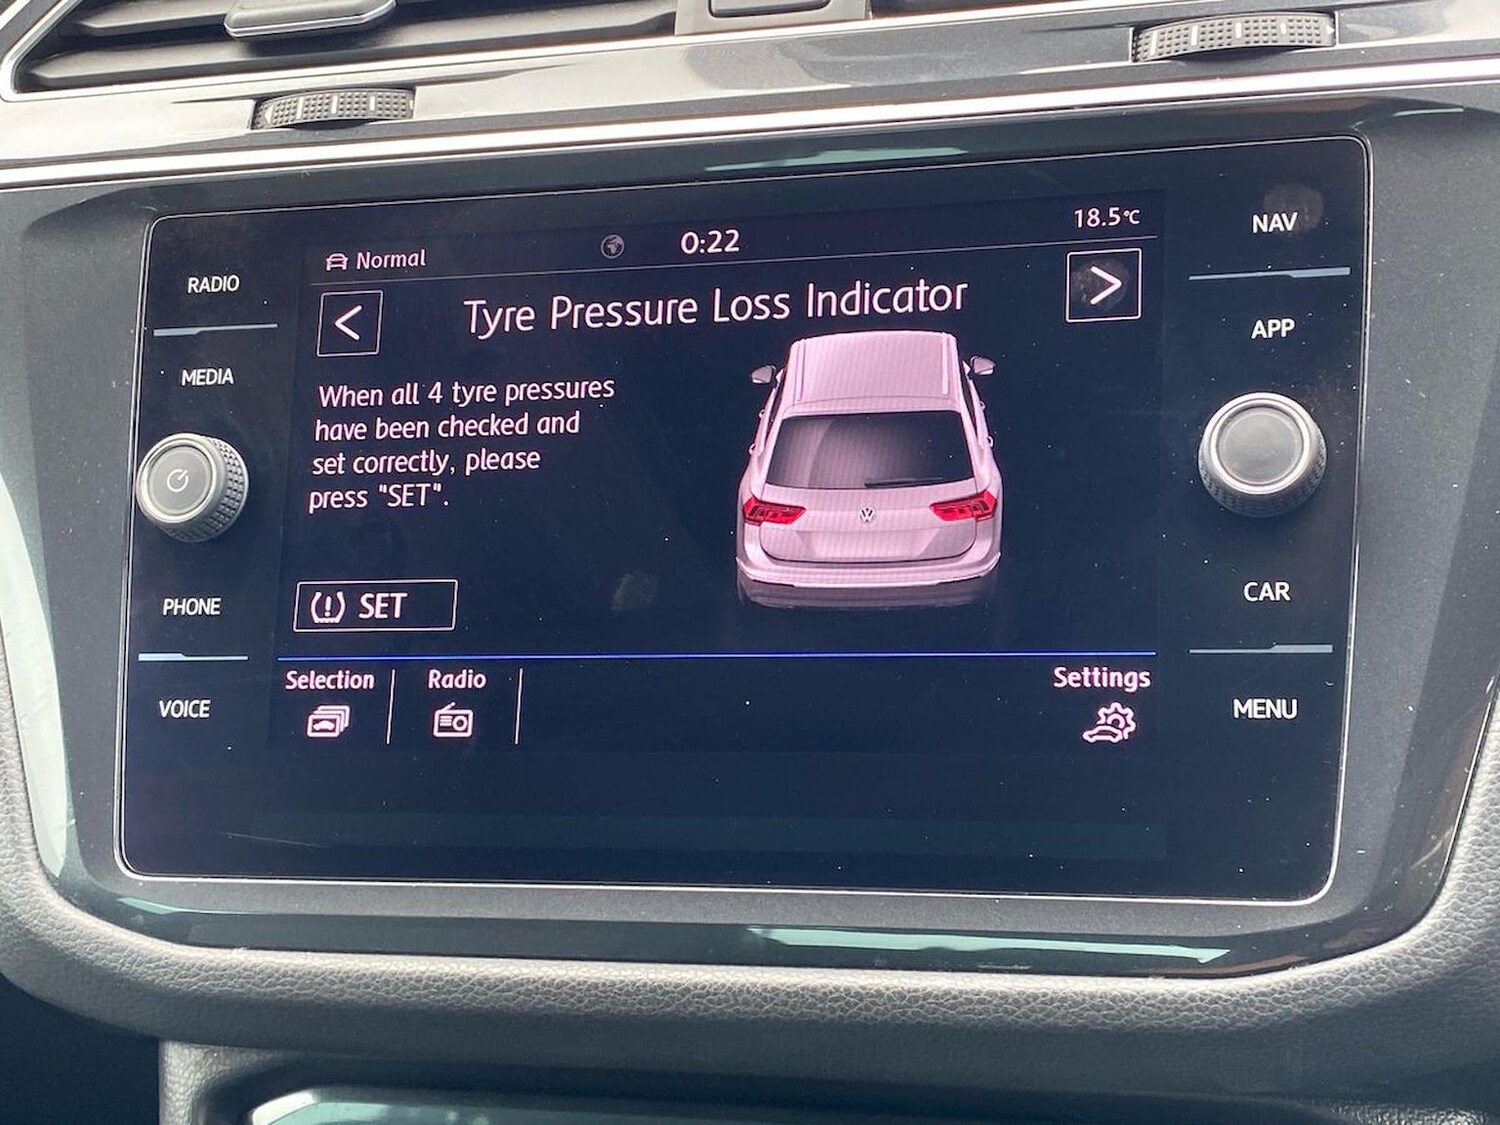 RADIO
MEDIA
PHONE
VOICE
Normal
0:22
18.5°C
Tyre Pressure Loss Indicator
When all 4 tyre pressures
have been checked and
set correctly, please
press "SET".
SET
Selection
Radio
Settings
NAV
APP
CAR
MENU